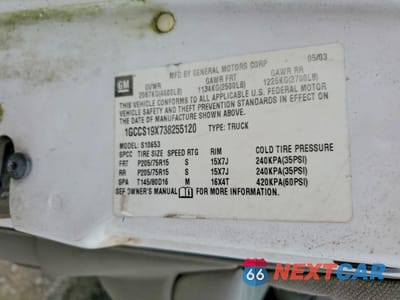 GM
MFD BY GENERAL MOTORS CORP 05/03
GVWR GAWR FRT GAWR RR
2087KG(4600LB) 1134KG(2500LB) 1225KG(2700LB)
THIS VEHICLE CONFORMS TO ALL APPLICABLE U.S. FEDERAL MOTOR
VEHICLE SAFETY AND THEFT PREVENTION STANDARDS IN EFFECT ON
THE DATE OF MANUFACTURE SHOWN ABOVE.
1GCCS19X738255120 TYPE: TRUCK
MODEL: S10653
SPCC TIRE SIZE SPEED RTG RIM COLD TIRE PRESSURE
FRT P205/75R15 S 15X7J 240KPA(35PSI)
RR P205/75R15 S 15X7J 240KPA(35PSI)
SPA T145/80D16 M 16X4T 420KPA(60PSI)
SEE OWNER'S MANUAL FOR MORE INFORMATION.
66 NEXTCAR